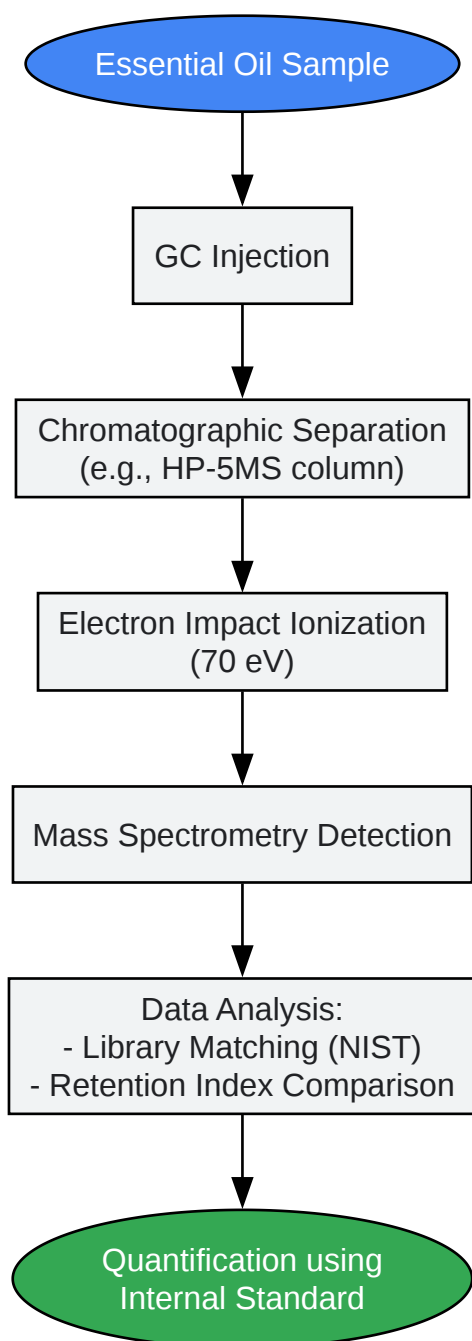 Essential Oil Sample
GC Injection
Chromatographic Separation
(e.g., HP-5MS column)
Electron Impact Ionization
(70 eV)
Mass Spectrometry Detection
Data Analysis:
- Library Matching (NIST)
- Retention Index Comparison
Quantification using
Internal Standard